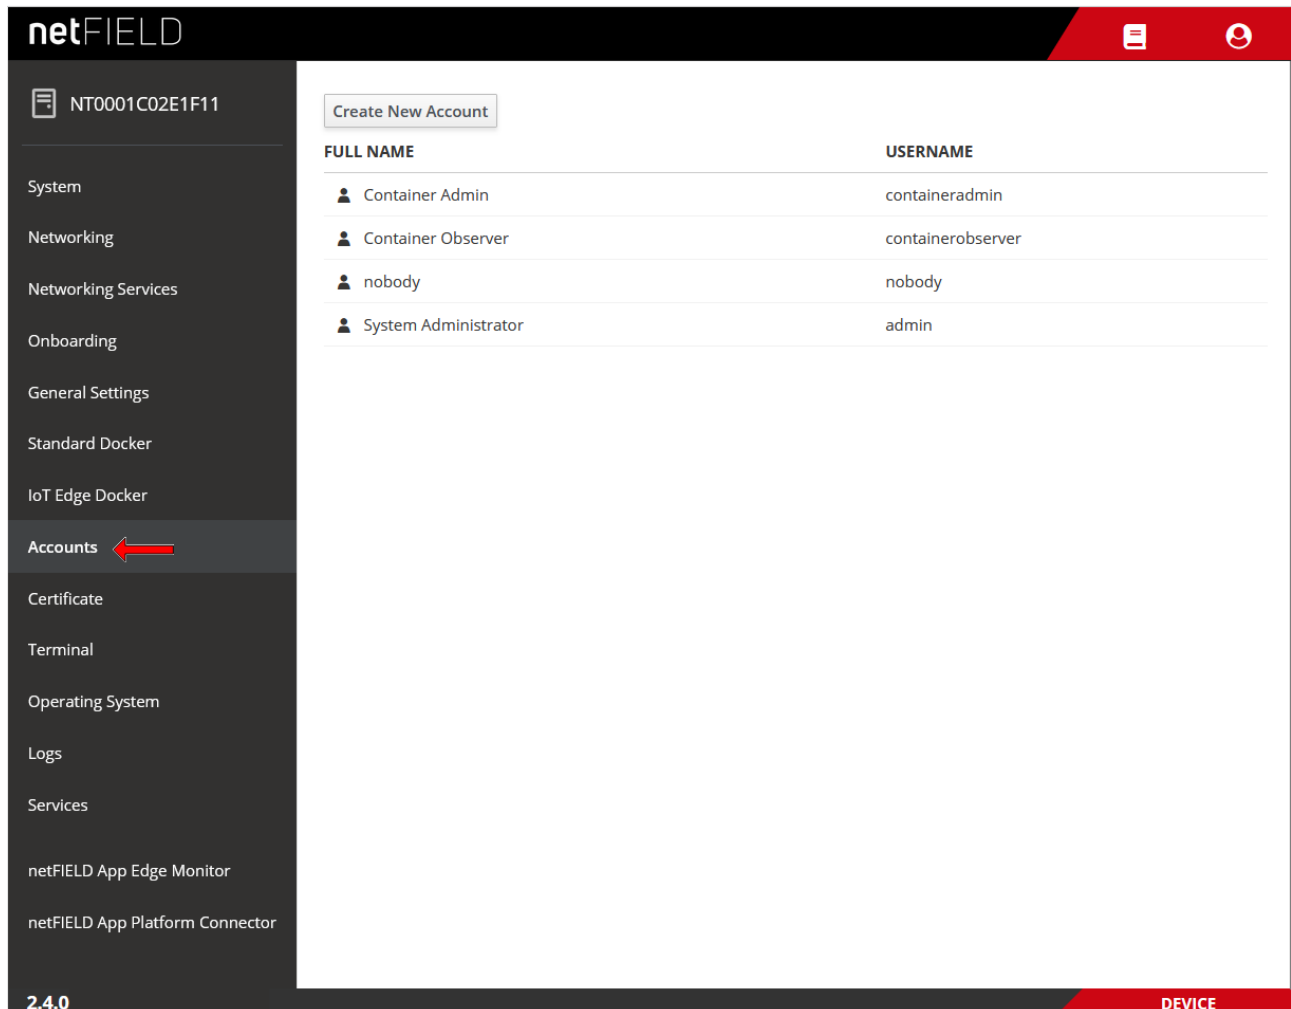 netFIELD
NT0001C02E1F11
System
Networking
Networking Services
Onboarding
General Settings
Standard Docker
IoT Edge Docker
Accounts
Certificate
Terminal
Operating System
Logs
Services
netFIELD App Edge Monitor
netFIELD App Platform Connector
2.4.0
Create New Account
FULL NAME USERNAME
Container Admin containeradmin
Container Observer containerobserver
nobody nobody
System Administrator admin
DEVICE